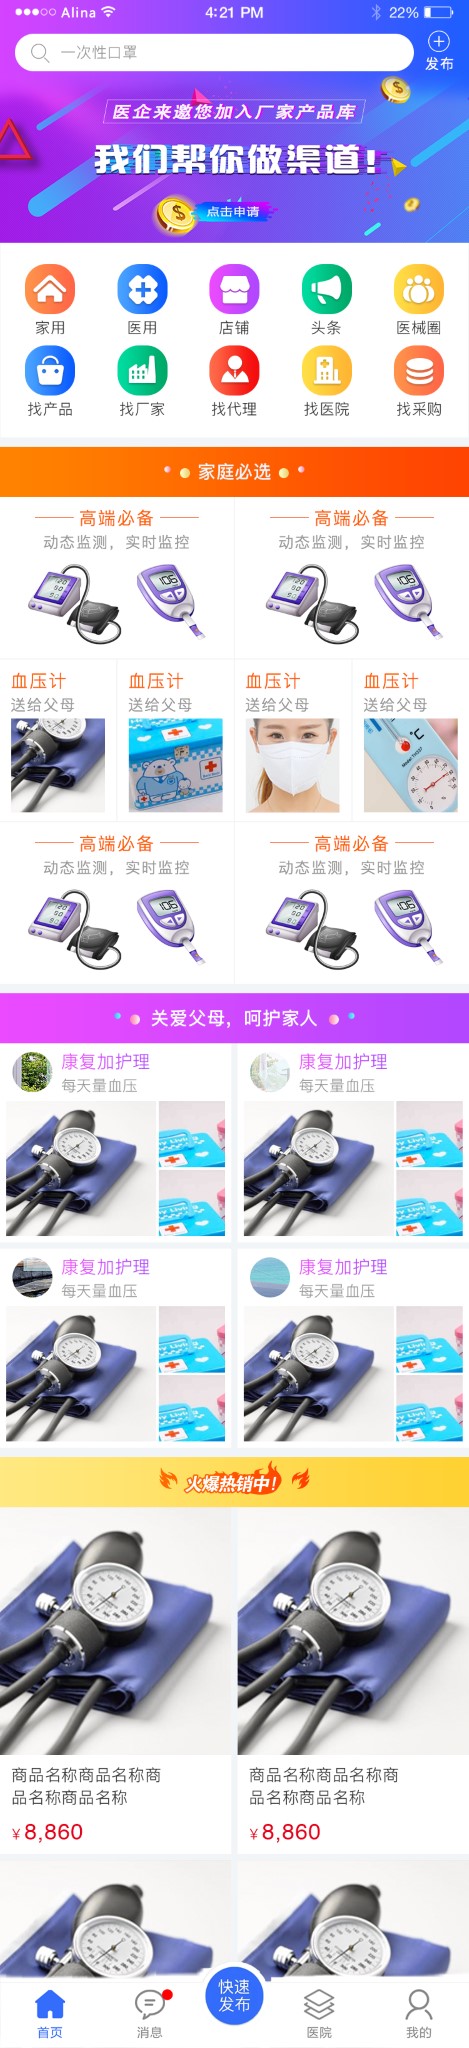 Alina 4:21 PM 22%
一次性口罩
发布
医企来邀您加入厂家产品库
我们帮你做渠道!
点击申请
家用 医用 店铺 头条 医械圈
找产品 找厂家 找代理 找医院 找采购
家庭必选
高端必备 高端必备
动态监测，实时监控 动态监测，实时监控
血压计 血压计 血压计 血压计
送给父母 送给父母 送给父母 送给父母
高端必备 高端必备
动态监测，实时监控 动态监测，实时监控
关爱父母，呵护家人
康复加护理 康复加护理
每天量血压 每天量血压
康复加护理 康复加护理
每天量血压 每天量血压
火爆热销中!
商品名称商品名称商 商品名称商品名称商
品名称商品名称 品名称商品名称
¥8,860 ¥8,860
快速
发布
首页 消息 医院 我的